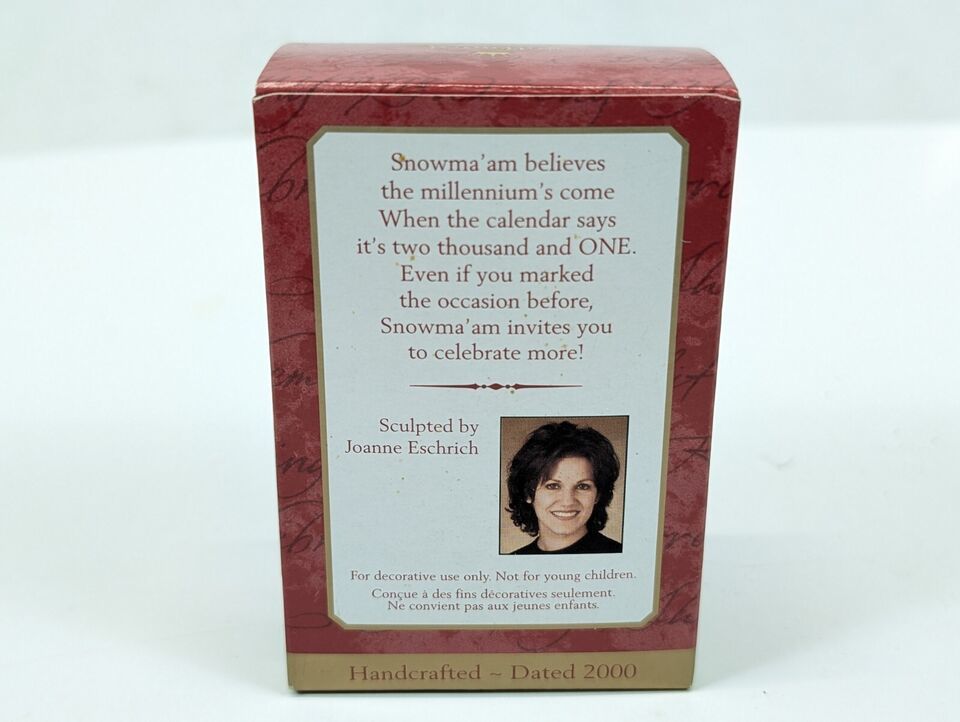 Snowma'am believes
the millennium's come
When the calendar says
it's two thousand and ONE.
Even if you marked
the occasion before,
Snowma'am invites you
to celebrate more!
Sculpted by
Joanne Eschrich
For decorative use only. Not for young children.
Conçue à des fins décoratives seulement.
Ne convient pas aux jeunes enfants.
Handcrafted ~ Dated 2000